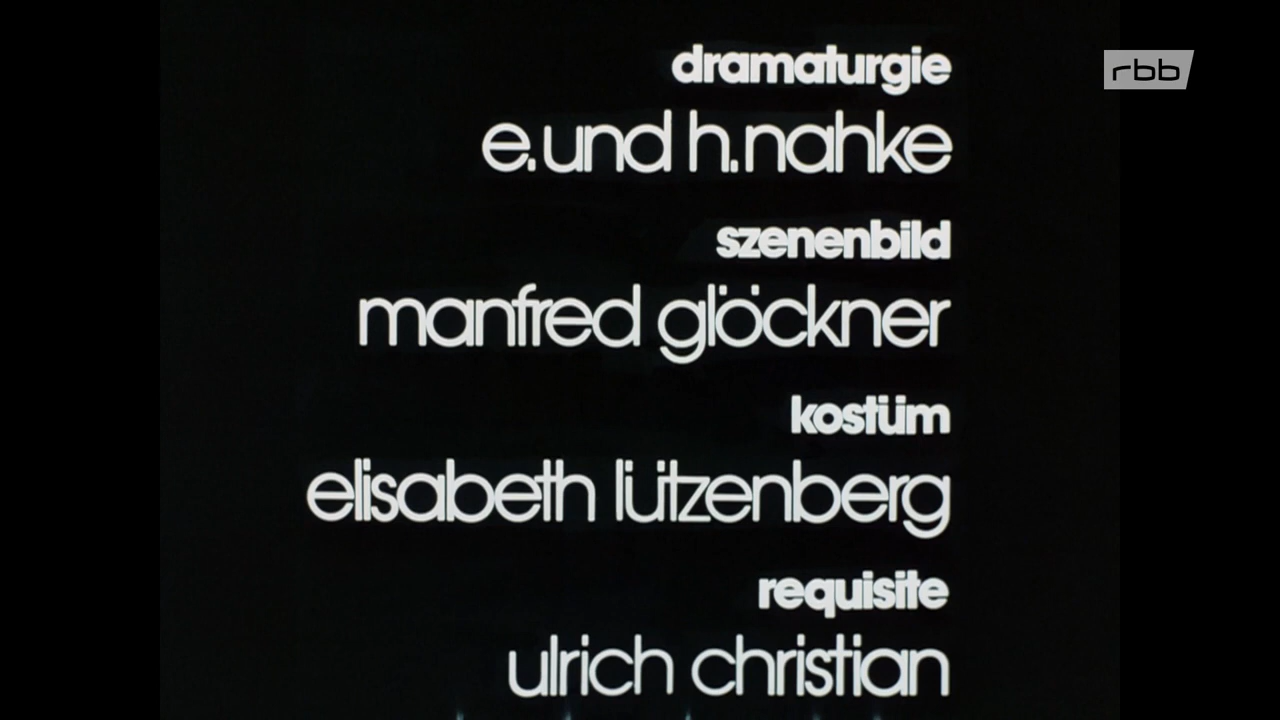 dramaturgie
rbb
e. und h. nahke
szenenbild
manfred glöckner
kostüm
elisabeth lützenberg
requisite
ulrich christian